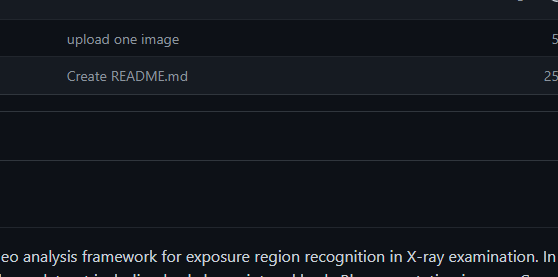 upload one image 5
Create README.md 25
eo analysis framework for exposure region recognition in X-ray examination. In